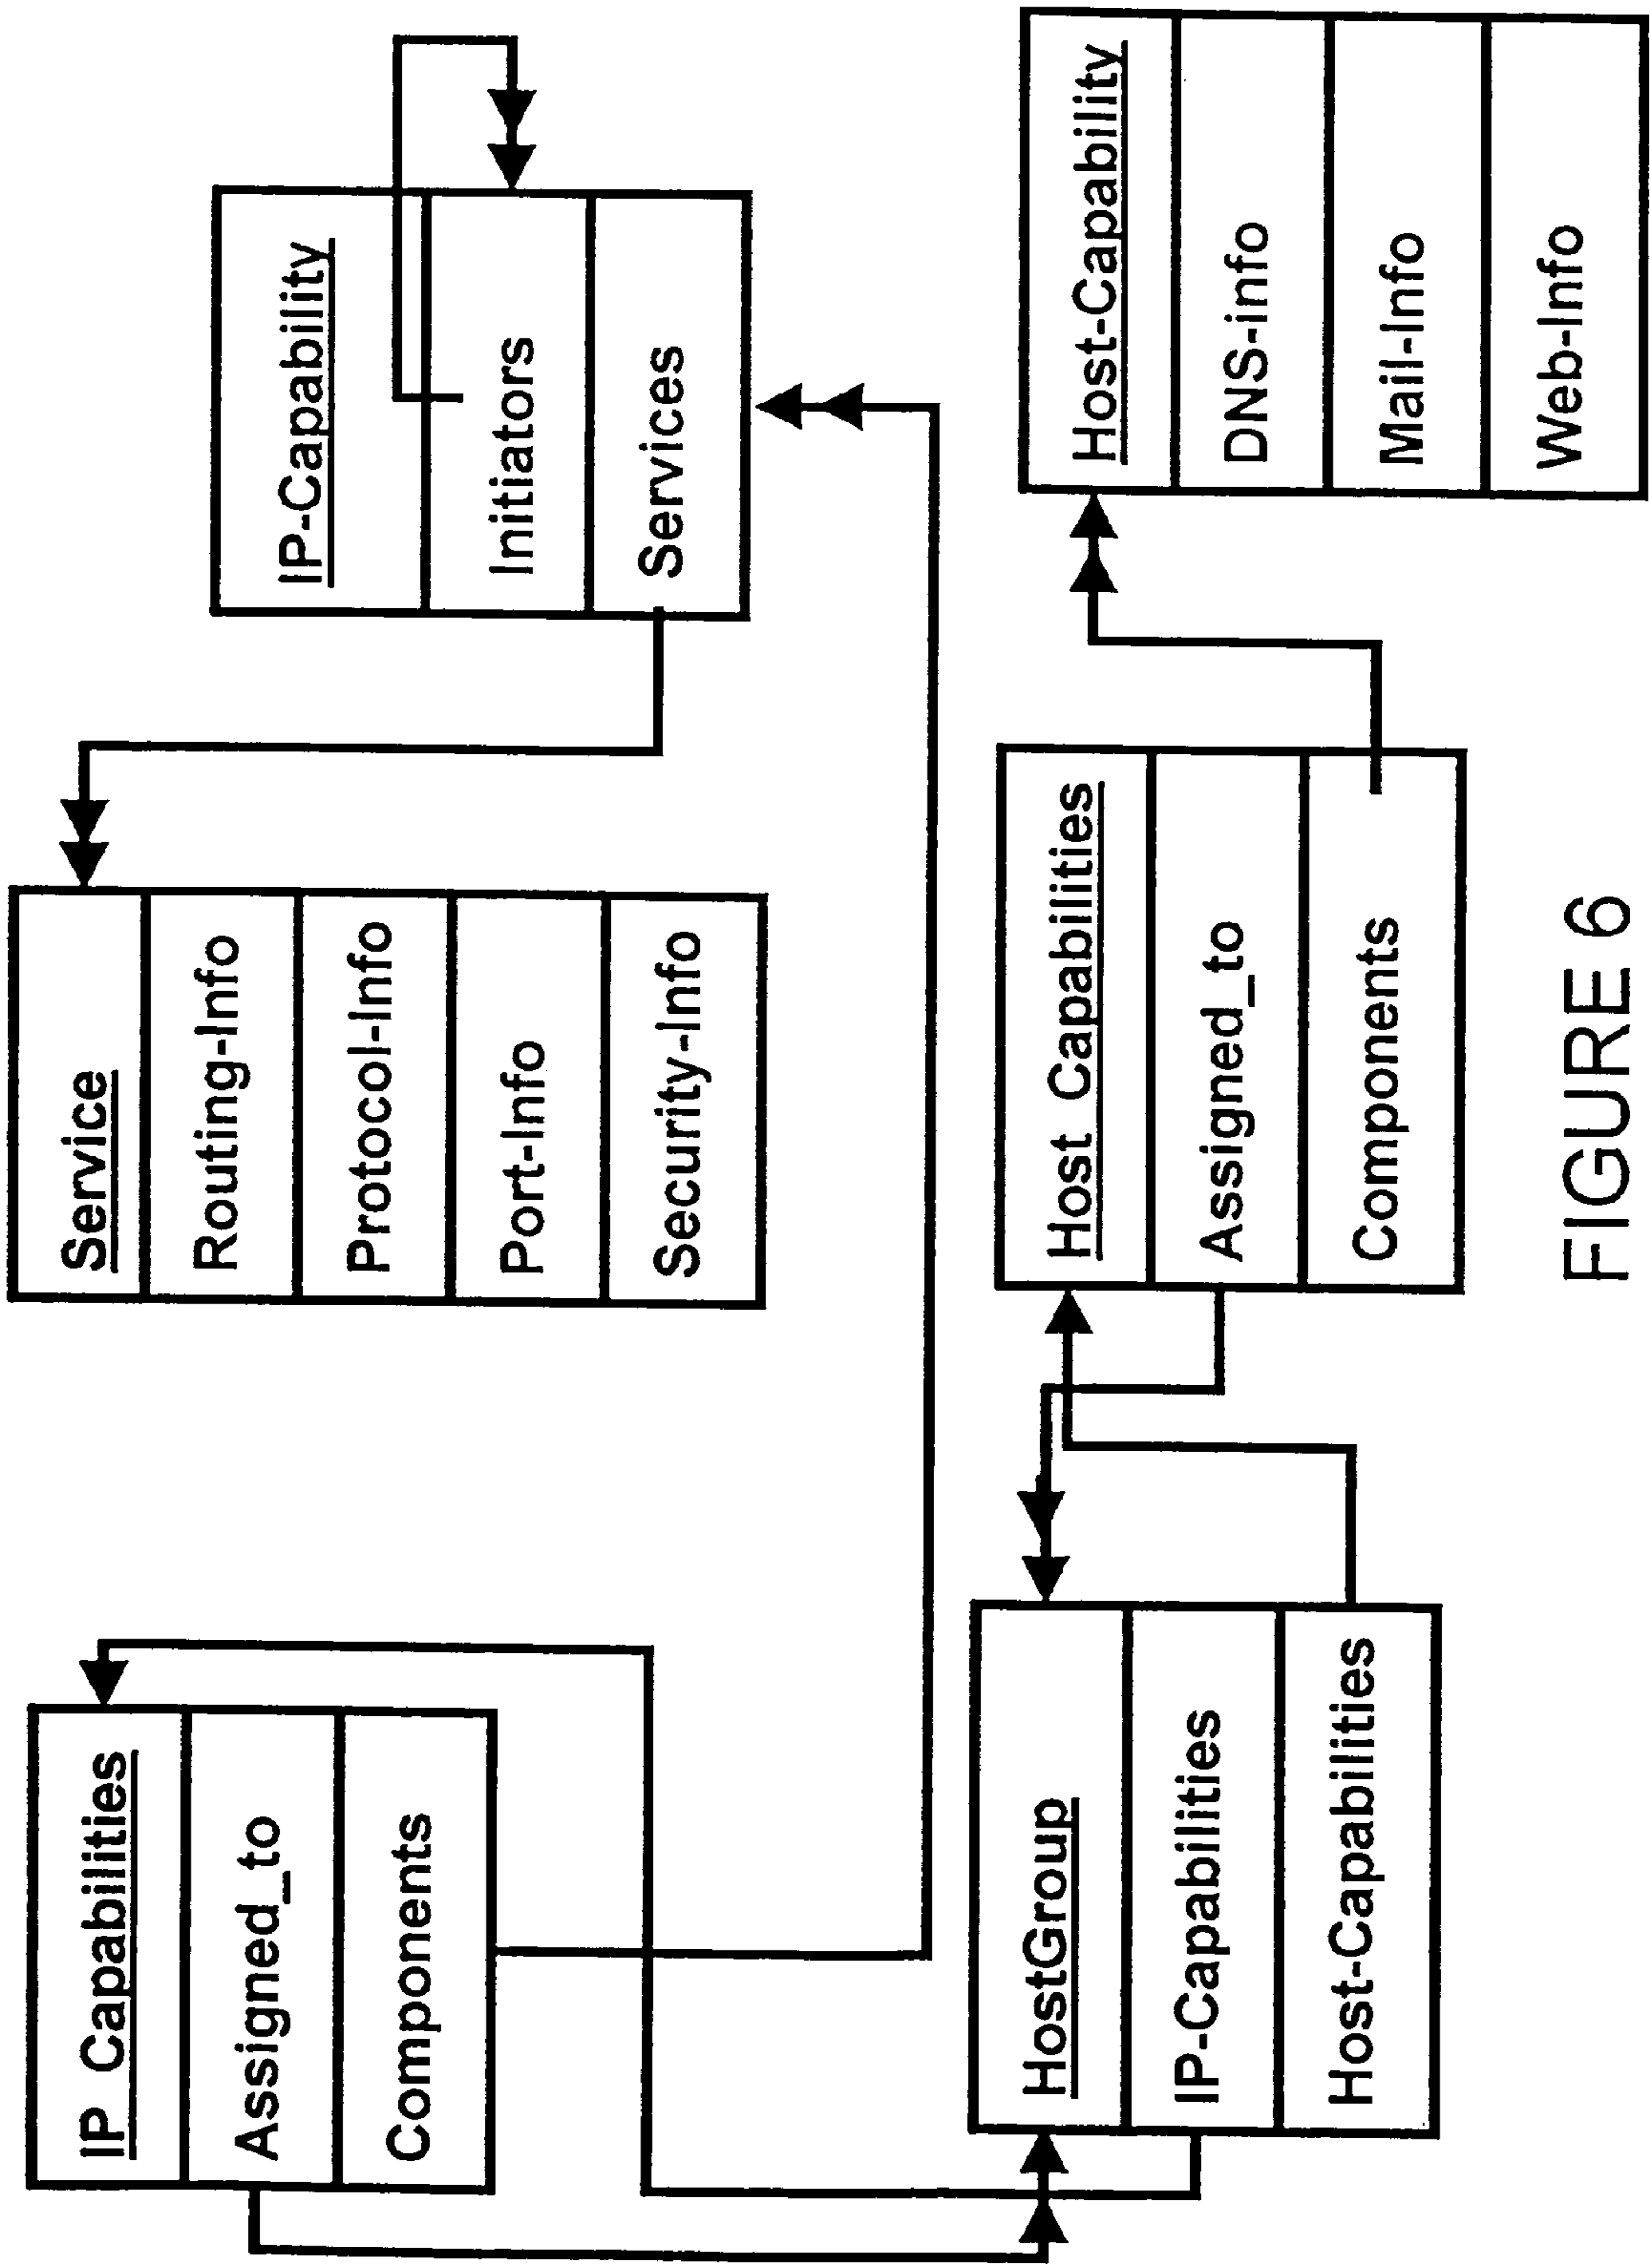 IP Capabilities
Assigned_to
Components
Service
Routing-Info
Protocol-Info
Port-Info
Security-Info
IP-Capability
Initiators
Services
HostGroup
IP-Capabilities
Host-Capabilities
Host Capabilities
Assigned_to
Components
Host-Capability
DNS-info
Mail-Info
Web-Info
FIGURE 6